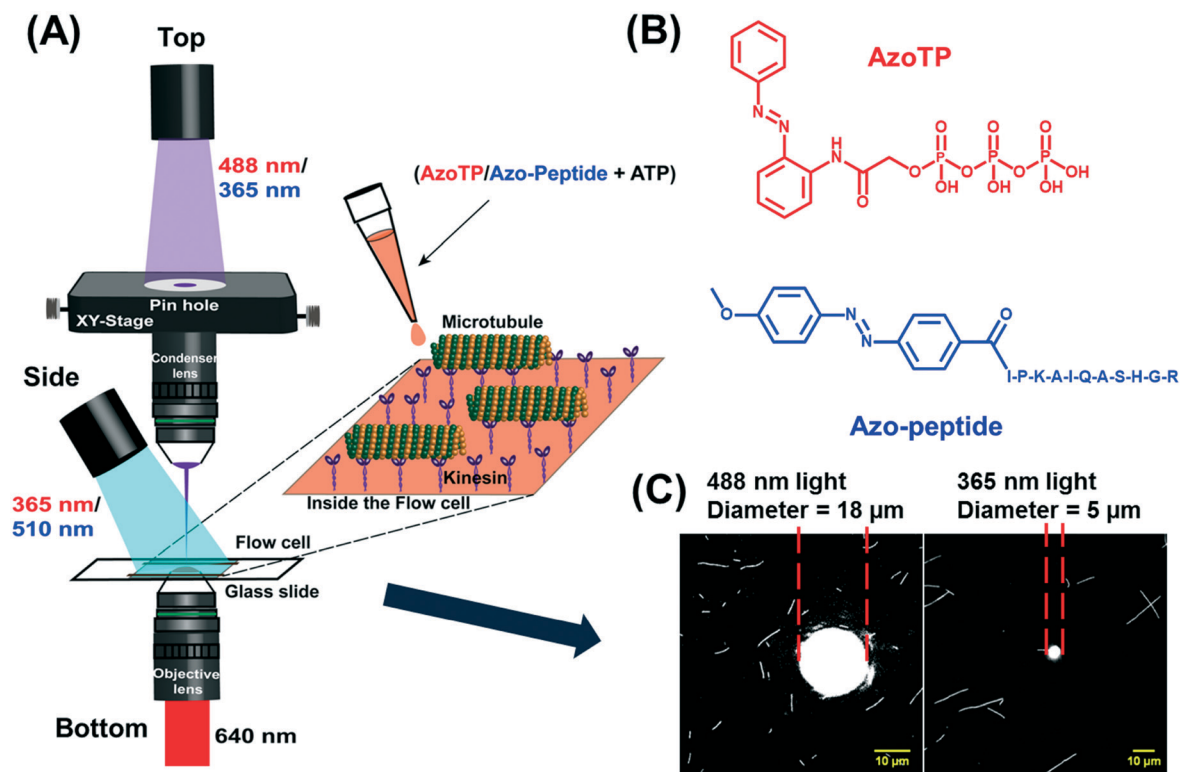 (A)
Top
488 nm/
365 nm
Pin hole
XY-Stage
Condenser
lens
Side
365 nm/
510 nm
Flow cell
Glass slide
Objective
lens
Bottom
640 nm
(AzoTP/Azo-Peptide + ATP)
Microtubule
Kinesin
Inside the Flow cell
(B)
AzoTP
N
N
H
N
O
O
O
P
OH
O
O
P
OH
O
O
P
OH
OH
O
N
N
O
I-P-K-A-I-Q-A-S-H-G-R
Azo-peptide
(C)
488 nm light
Diameter = 18 µm
365 nm light
Diameter = 5 µm
10 µm
10 µm